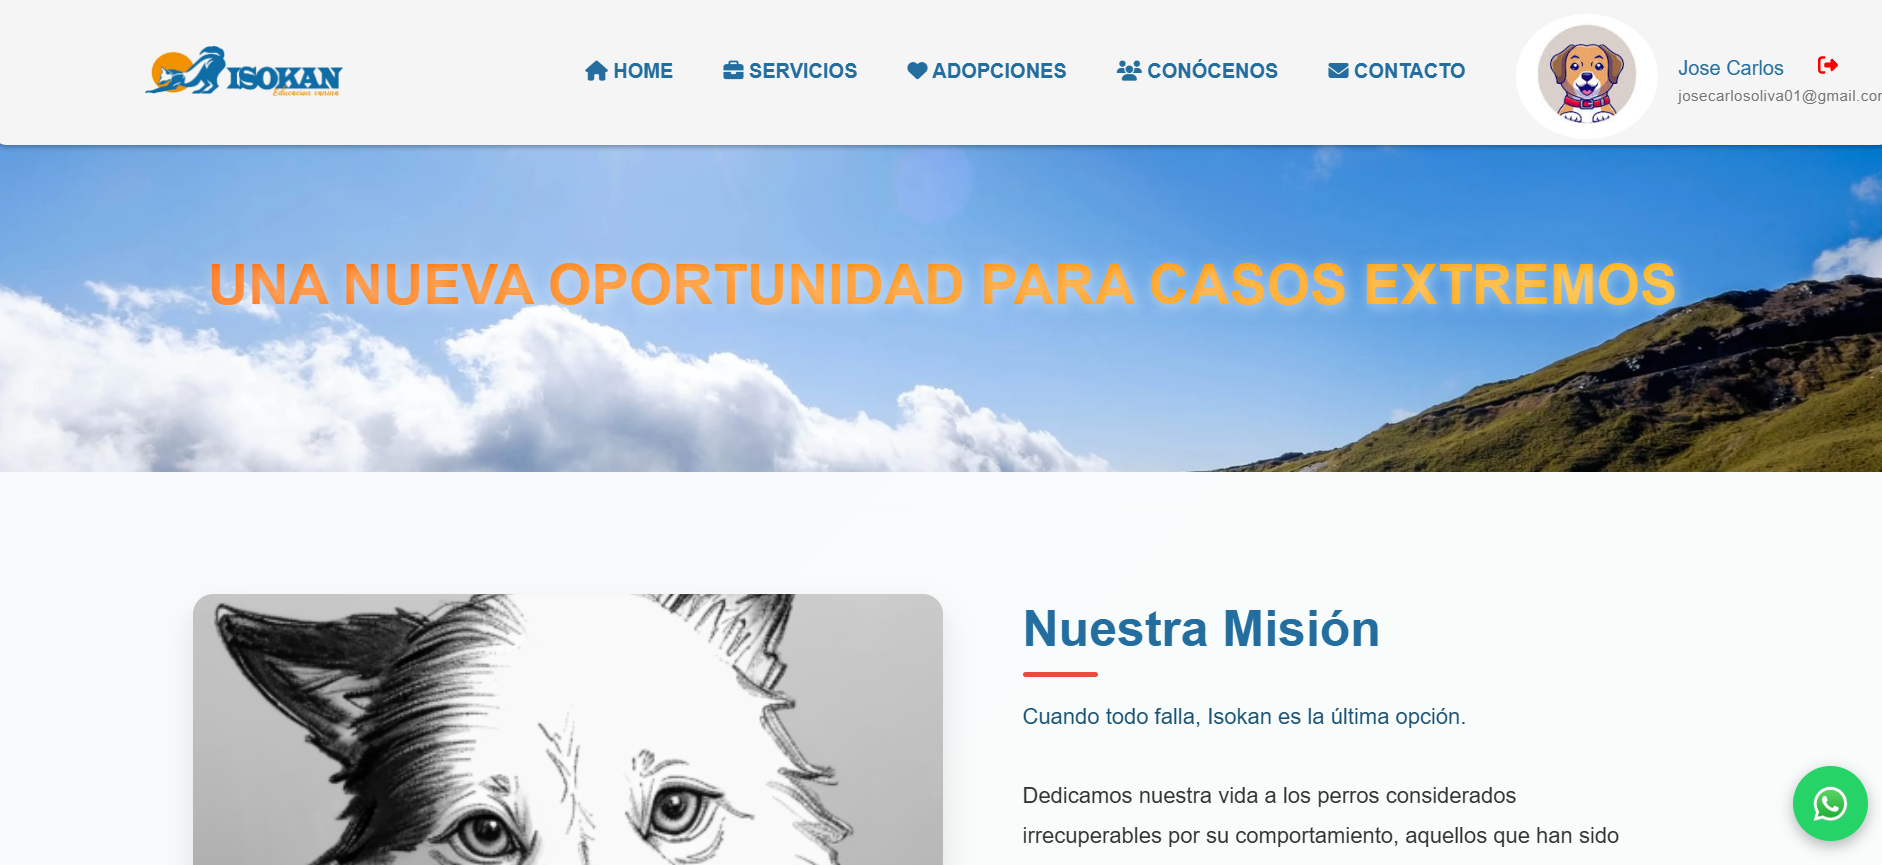 ISOKAN
Educación canina
HOME
SERVICIOS
ADOPCIONES
CONÓCENOS
CONTACTO
Jose Carlos
josecarlosoliva01@gmail.com
UNA NUEVA OPORTUNIDAD PARA CASOS EXTREMOS
Nuestra Misión
Cuando todo falla, Isokan es la última opción.
Dedicamos nuestra vida a los perros considerados
irrecuperables por su comportamiento, aquellos que han sido